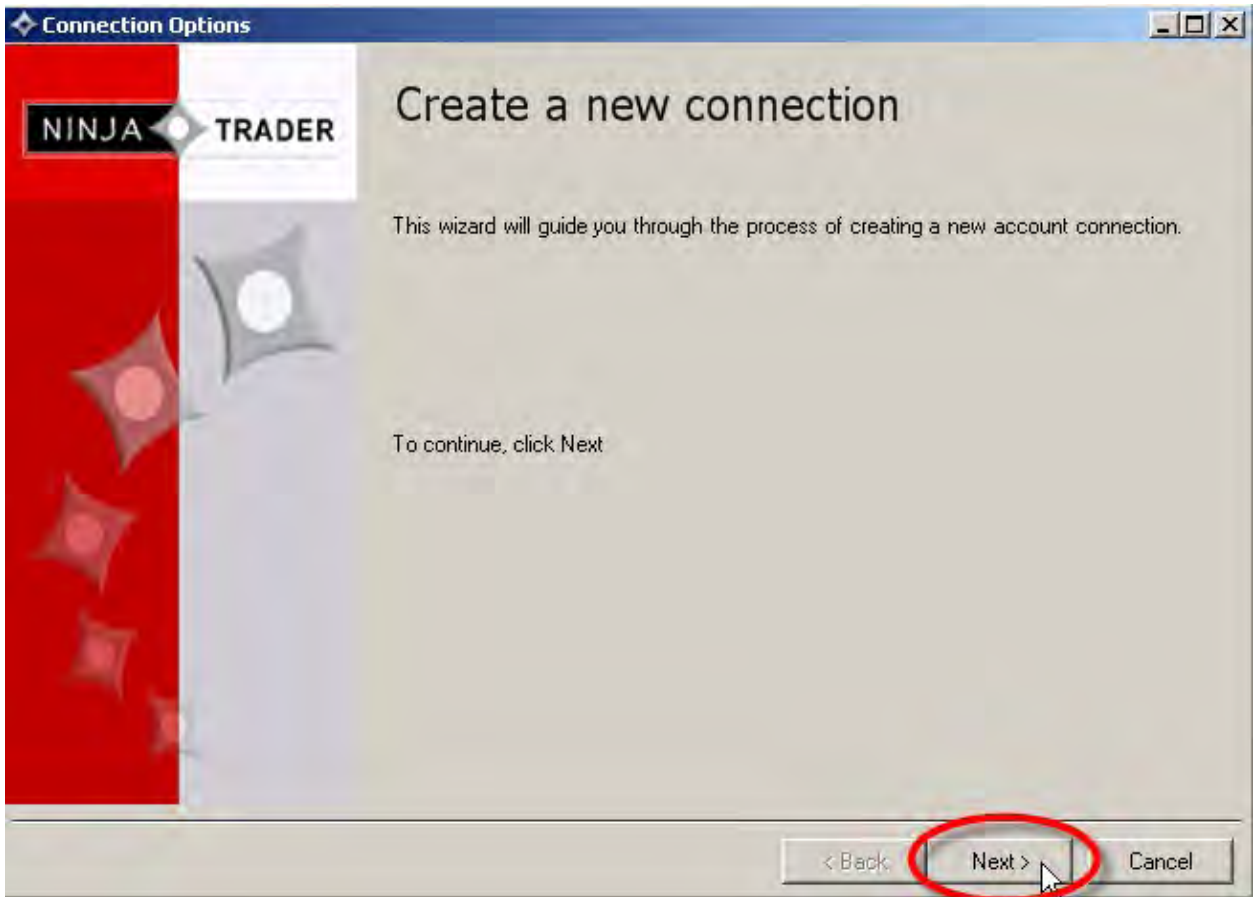 Connection Options
NINJA TRADER
Create a new connection
This wizard will guide you through the process of creating a new account connection.
To continue, click Next
< Back
Next >
Cancel